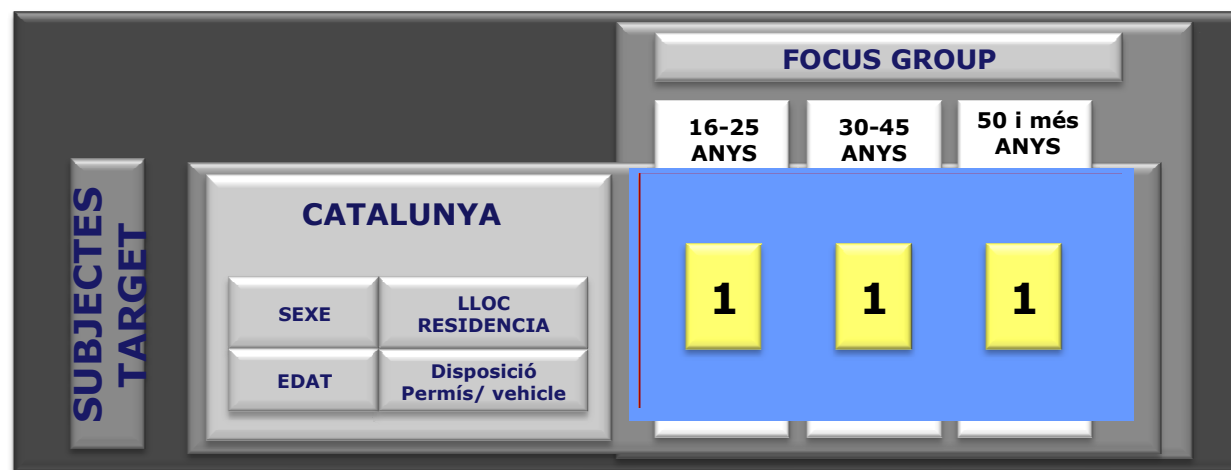 FOCUS GROUP
16-25
ANYS
30-45
ANYS
50 i més
ANYS
SUBJECTES
TARGET
CATALUNYA
SEXE
LLOC
RESIDENCIA
EDAT
Disposició
Permís/ vehicle
1
1
1